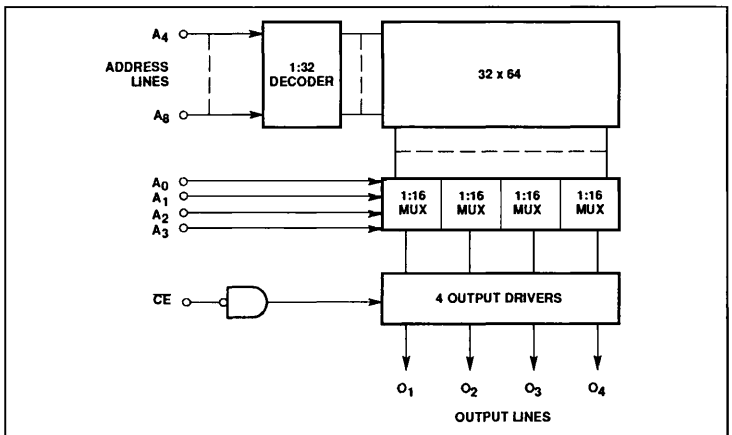 A4
ADDRESS
LINES
A8
1:32
DECODER
32 x 64
A0
A1
A2
A3
1:16
MUX
1:16
MUX
1:16
MUX
1:16
MUX
CE
4 OUTPUT DRIVERS
O1
O2
O3
O4
OUTPUT LINES